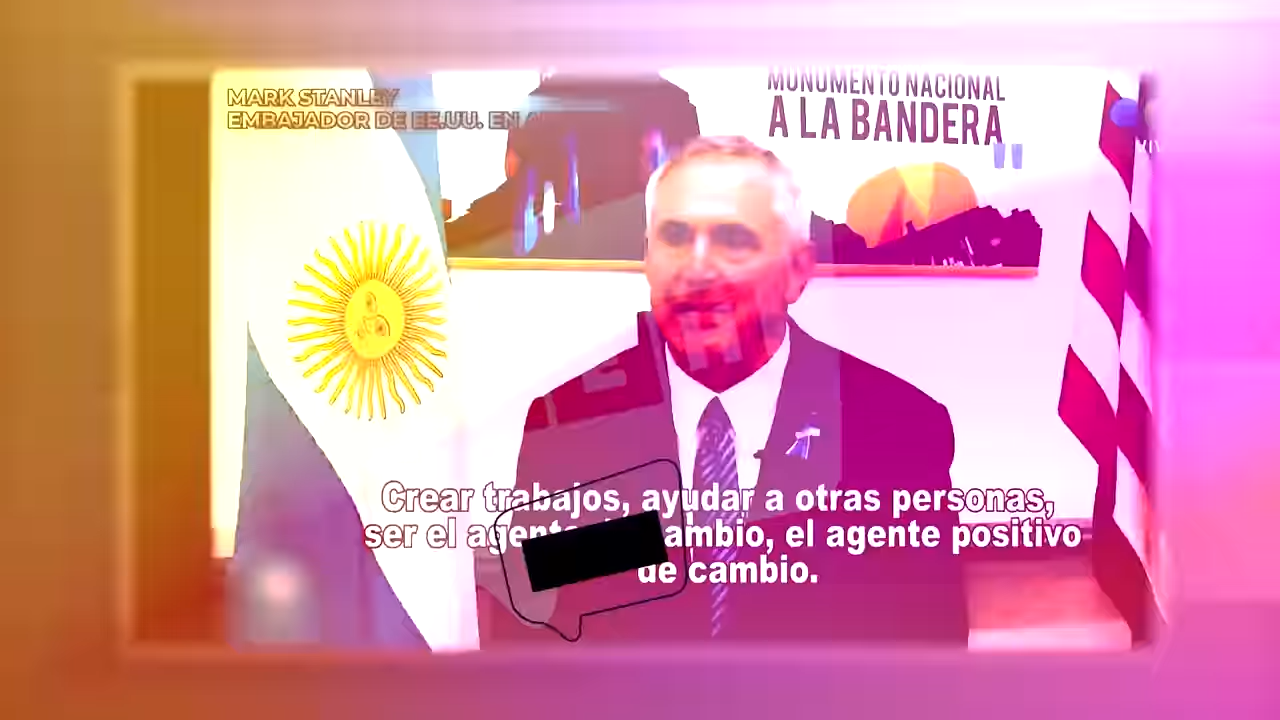 MARK STANLEY
EMBAJADOR DE EE.UU. EN
MONUMENTO NACIONAL
A LA BANDERA
Crear trabajos, ayudar a otras personas,
ser el agente ambio, el agente positivo
de cambio.